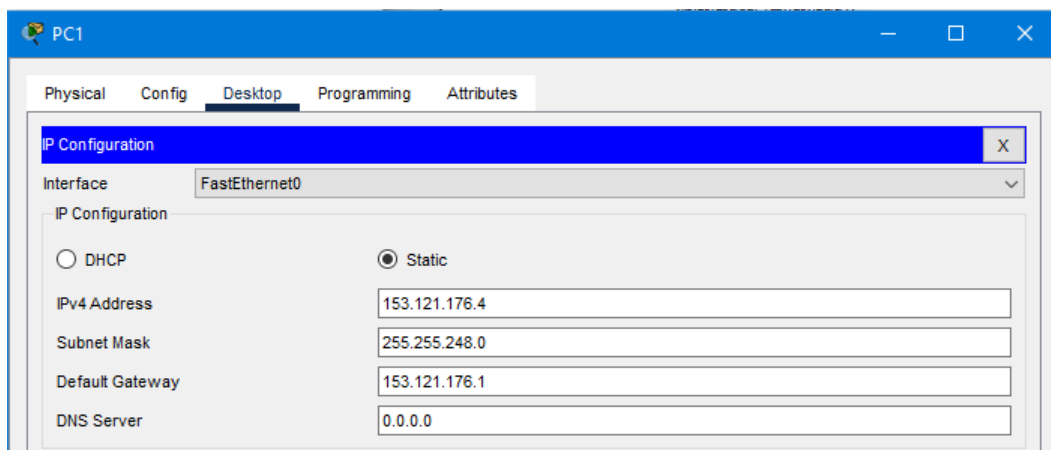 PC1
Physical Config Desktop Programming Attributes
IP Configuration X
Interface FastEthernet0
IP Configuration
DHCP Static
IPv4 Address 153.121.176.4
Subnet Mask 255.255.248.0
Default Gateway 153.121.176.1
DNS Server 0.0.0.0